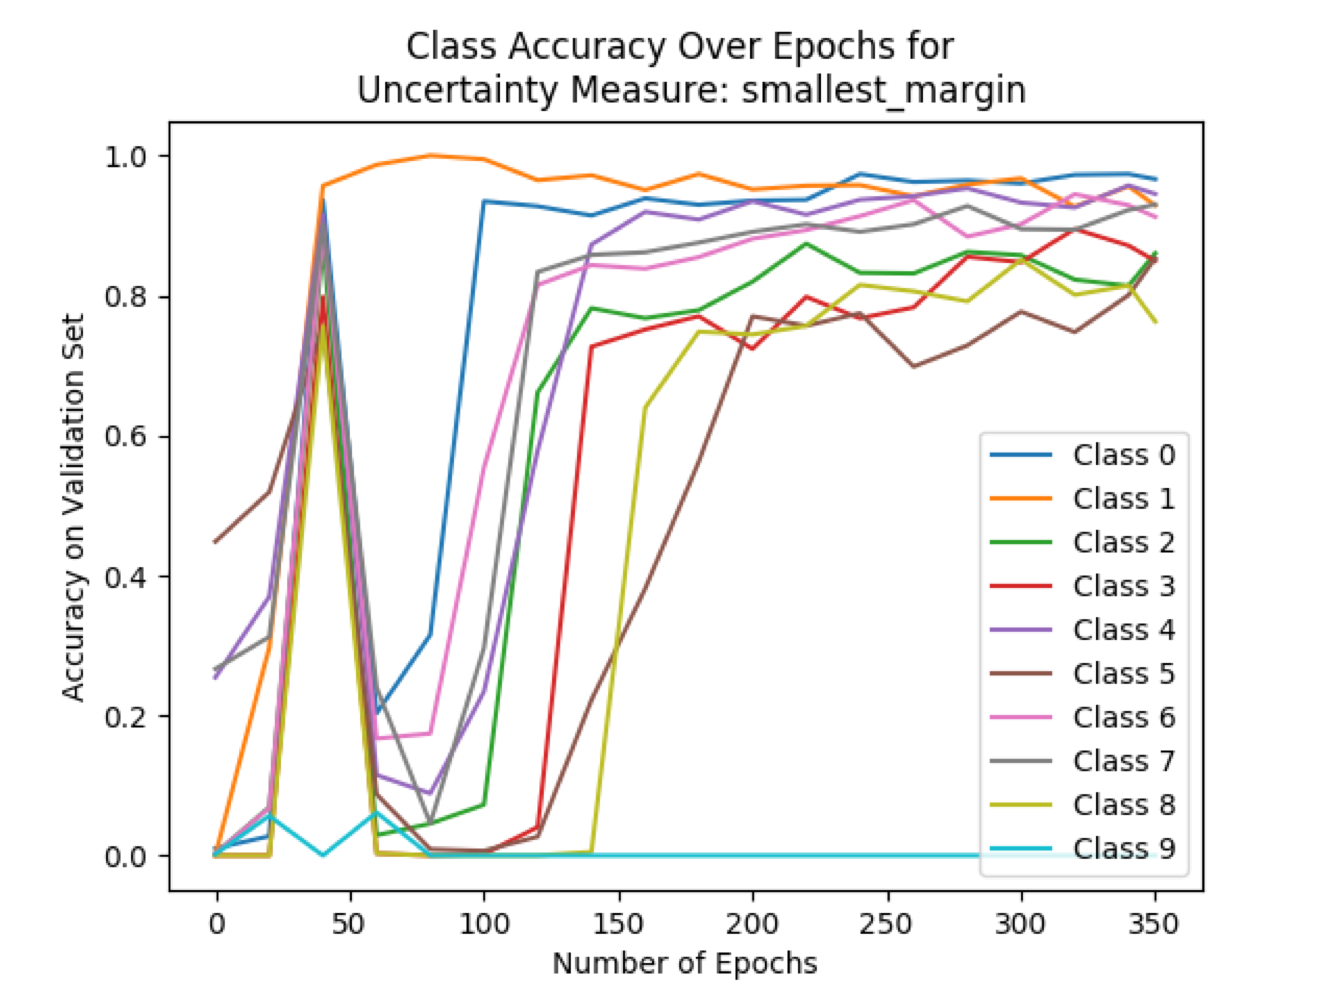 Class Accuracy Over Epochs for
Uncertainty Measure: smallest_margin
Accuracy on Validation Set
1.0
0.8
0.6
0.4
0.2
0.0
Class 0
Class 1
Class 2
Class 3
Class 4
Class 5
Class 6
Class 7
Class 8
Class 9
0 50 100 150 200 250 300 350
Number of Epochs